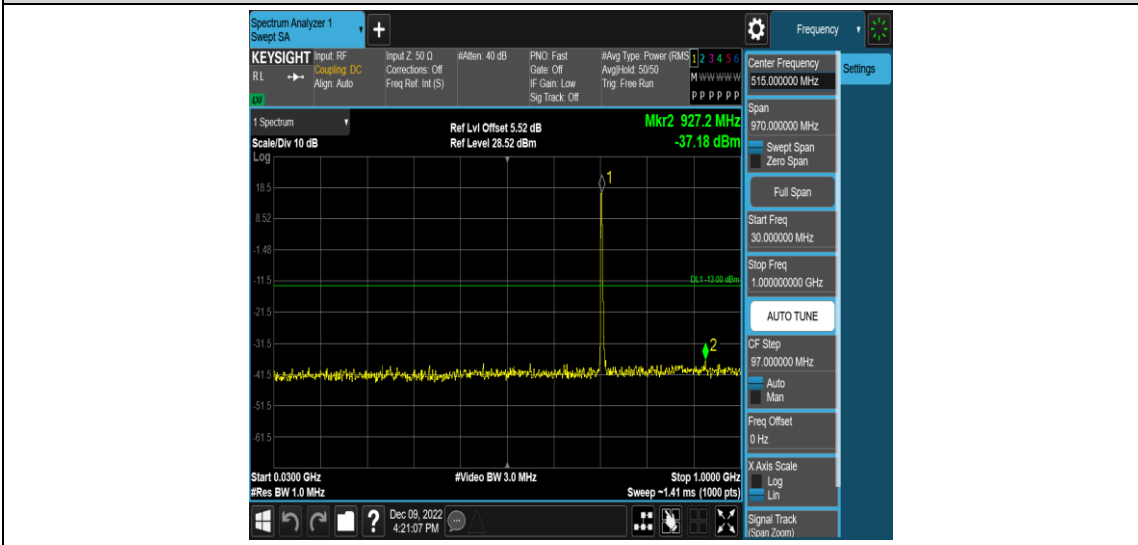 Spectrum Analyzer 1
Swept SA
+
Frequency
KEYSIGHT
RL
Input: RF
Coupling: DC
Align: Auto
Input Z: 50 Ω
Corrections: Off
Freq Ref: Int (S)
#Atten: 40 dB
PNO: Fast
Gate: Off
IF Gain: Low
Sig Track: Off
#Avg Type: Power (RMS
Avg|Hold: 50/50
Trig: Free Run
1 2 3 4 5 6
M W W W W W
P P P P P P
Center Frequency
515.000000 MHz
Settings
1 Spectrum
Scale/Div 10 dB
Log
Ref Lvl Offset 5.52 dB
Ref Level 28.52 dBm
Mkr2 927.2 MHz
-37.18 dBm
Span
970.000000 MHz
Swept Span
Zero Span
Full Span
Start Freq
30.000000 MHz
Stop Freq
1.000000000 GHz
AUTO TUNE
CF Step
97.000000 MHz
Auto
Man
Freq Offset
0 Hz
X Axis Scale
Log
Lin
Signal Track
(Span Zoom)
1
18.5
8.52
-1.48
-11.5
DL1 -13.00 dBm
-21.5
-31.5
2
-41.5
-51.5
-61.5
Start 0.0300 GHz
#Res BW 1.0 MHz
#Video BW 3.0 MHz
Stop 1.0000 GHz
Sweep ~1.41 ms (1000 pts)
?
Dec 09, 2022
4:21:07 PM